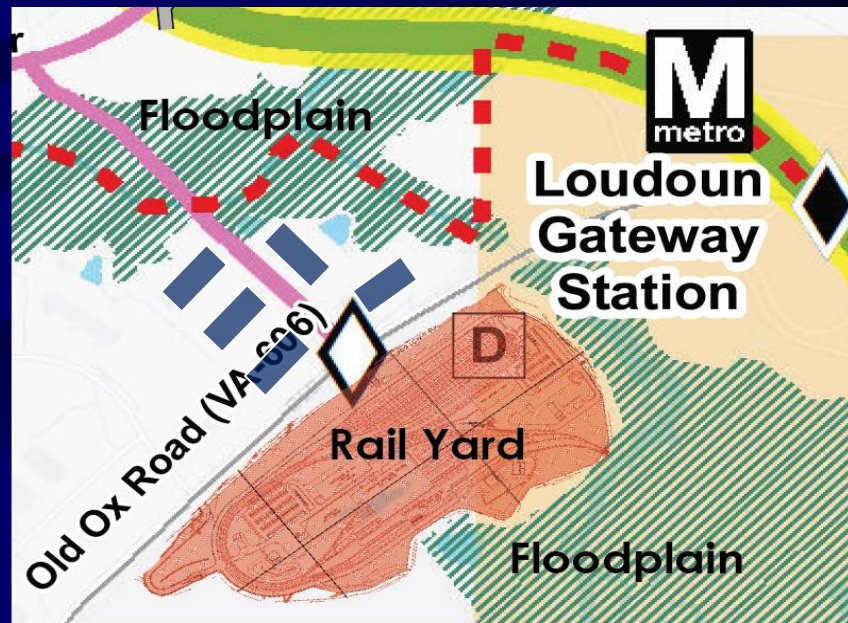 r
Floodplain
M
metro
Loudoun
Gateway
Station
D
Old Ox Road (VA-606)
Rail Yard
Floodplain